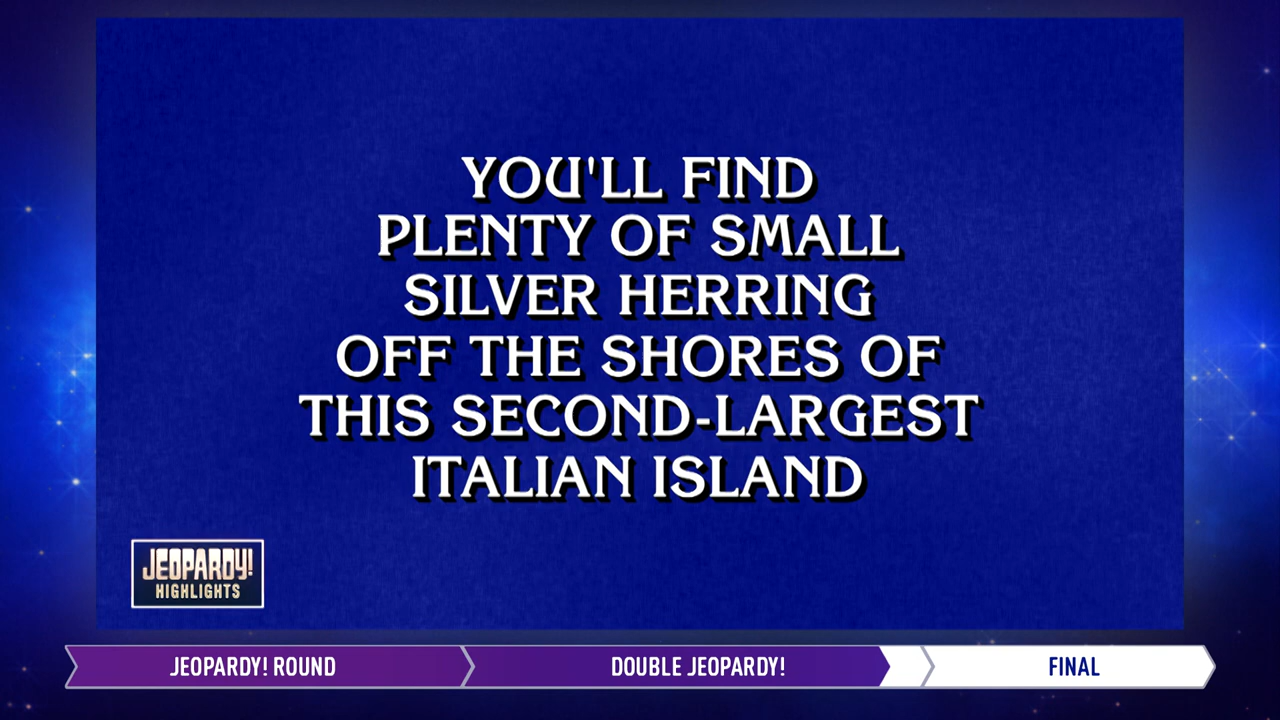 YOU'LL FIND
PLENTY OF SMALL
SILVER HERRING
OFF THE SHORES OF
THIS SECOND-LARGEST
ITALIAN ISLAND
JEOPARDY!
HIGHLIGHTS
JEOPARDY! ROUND
DOUBLE JEOPARDY!
FINAL